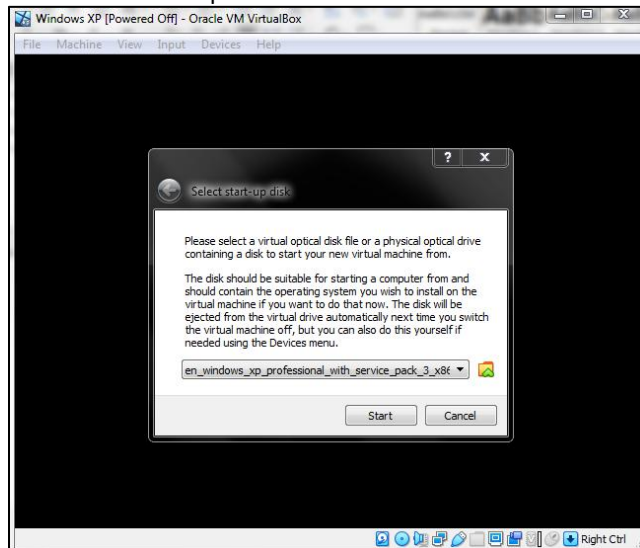 Windows XP [Powered Off] - Oracle VM VirtualBox
File Machine View Input Devices Help
? X
Select start-up disk
Please select a virtual optical disk file or a physical optical drive
containing a disk to start your new virtual machine from.
The disk should be suitable for starting a computer from and
should contain the operating system you wish to install on the
virtual machine if you want to do that now. The disk will be
ejected from the virtual drive automatically next time you switch
the virtual machine off, but you can also do this yourself if
needed using the Devices menu.
en_windows_xp_professional_with_service_pack_3_x86
Start Cancel
Right Ctrl